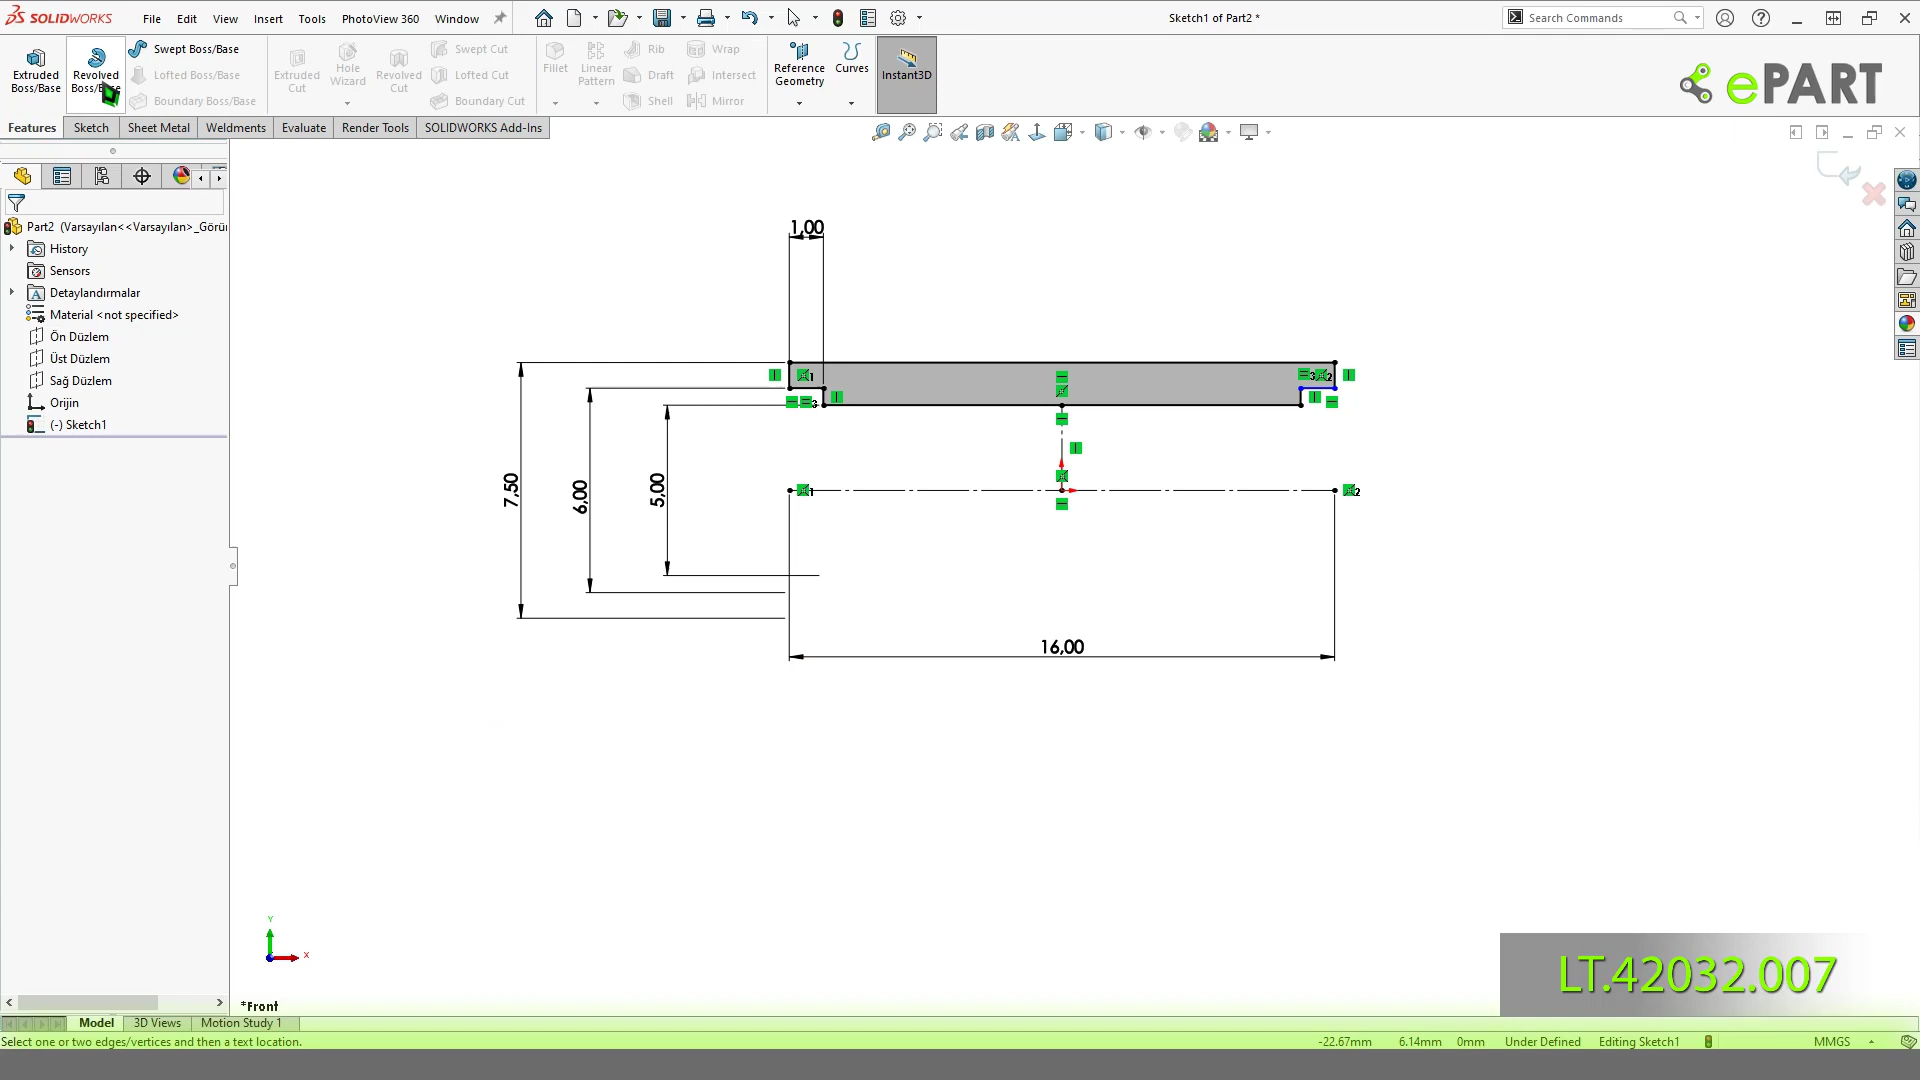 SOLIDWORKS File Edit View Insert Tools PhotoView 360 Window Sketch1 of Part2 * Search Commands
Extruded Boss/Base
Revolved Boss/Base
Swept Boss/Base
Lofted Boss/Base
Boundary Boss/Base
Extruded Cut
Hole Wizard
Revolved Cut
Swept Cut
Lofted Cut
Boundary Cut
Fillet
Linear Pattern
Rib
Draft
Shell
Wrap
Intersect
Mirror
Reference Geometry
Curves
Instant3D
ePART
Features Sketch Sheet Metal Weldments Evaluate Render Tools SOLIDWORKS Add-Ins
Part2 (Varsayılan<<Varsayılan>_Görü
History
Sensors
Detaylandırmalar
Material <not specified>
Ön Düzlem
Üst Düzlem
Sağ Düzlem
Orijin
(-) Sketch1
1,00
1
3
3
2
7,50
6,00
5,00
1
2
16,00
Y
X
*Front
LT.42032.007
Model 3D Views Motion Study 1
Select one or two edges/vertices and then a text location. -22.67mm 6.14mm 0mm Under Defined Editing Sketch1 MMGS